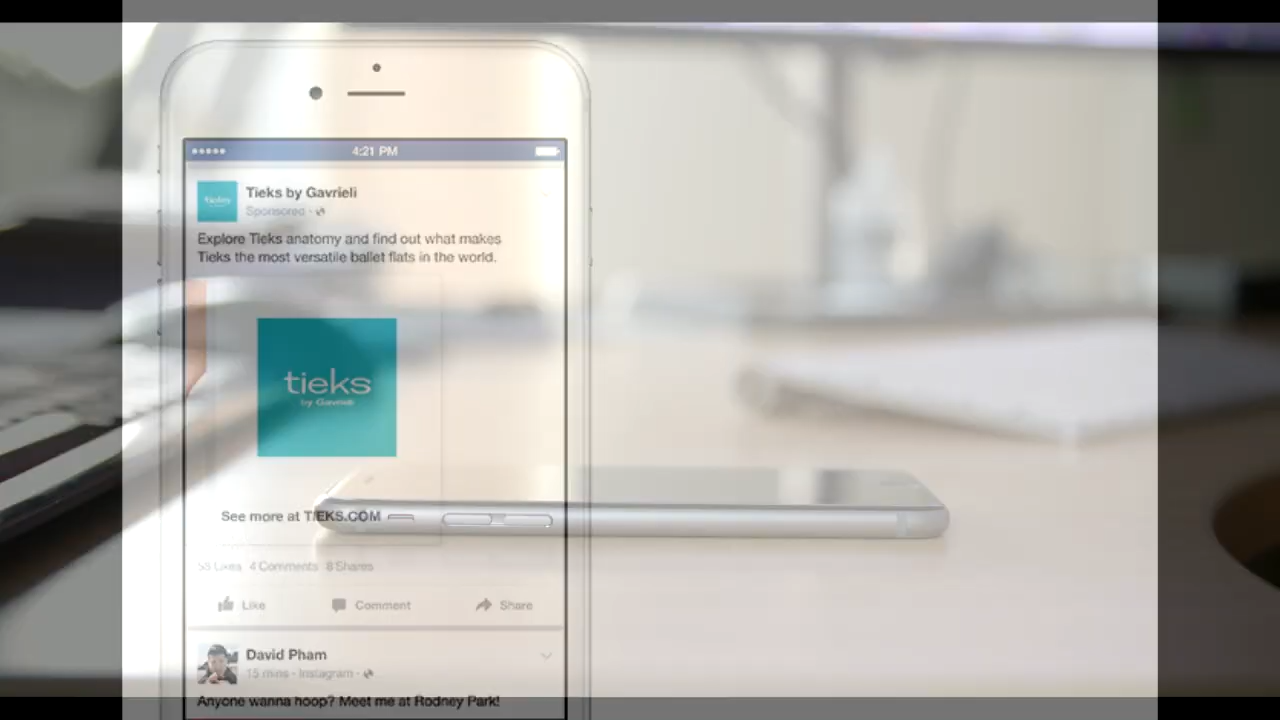 4:21 PM
Tieks by Gavrieli
Sponsored
Explore Tieks anatomy and find out what makes
Tieks the most versatile ballet flats in the world.
tieks
by Gavrieli
See more at TIEKS.COM
53 Likes 4 Comments 8 Shares
Like Comment Share
David Pham
15 mins · Instagram ·
Anyone wanna hoop? Meet me at Rodney Park!